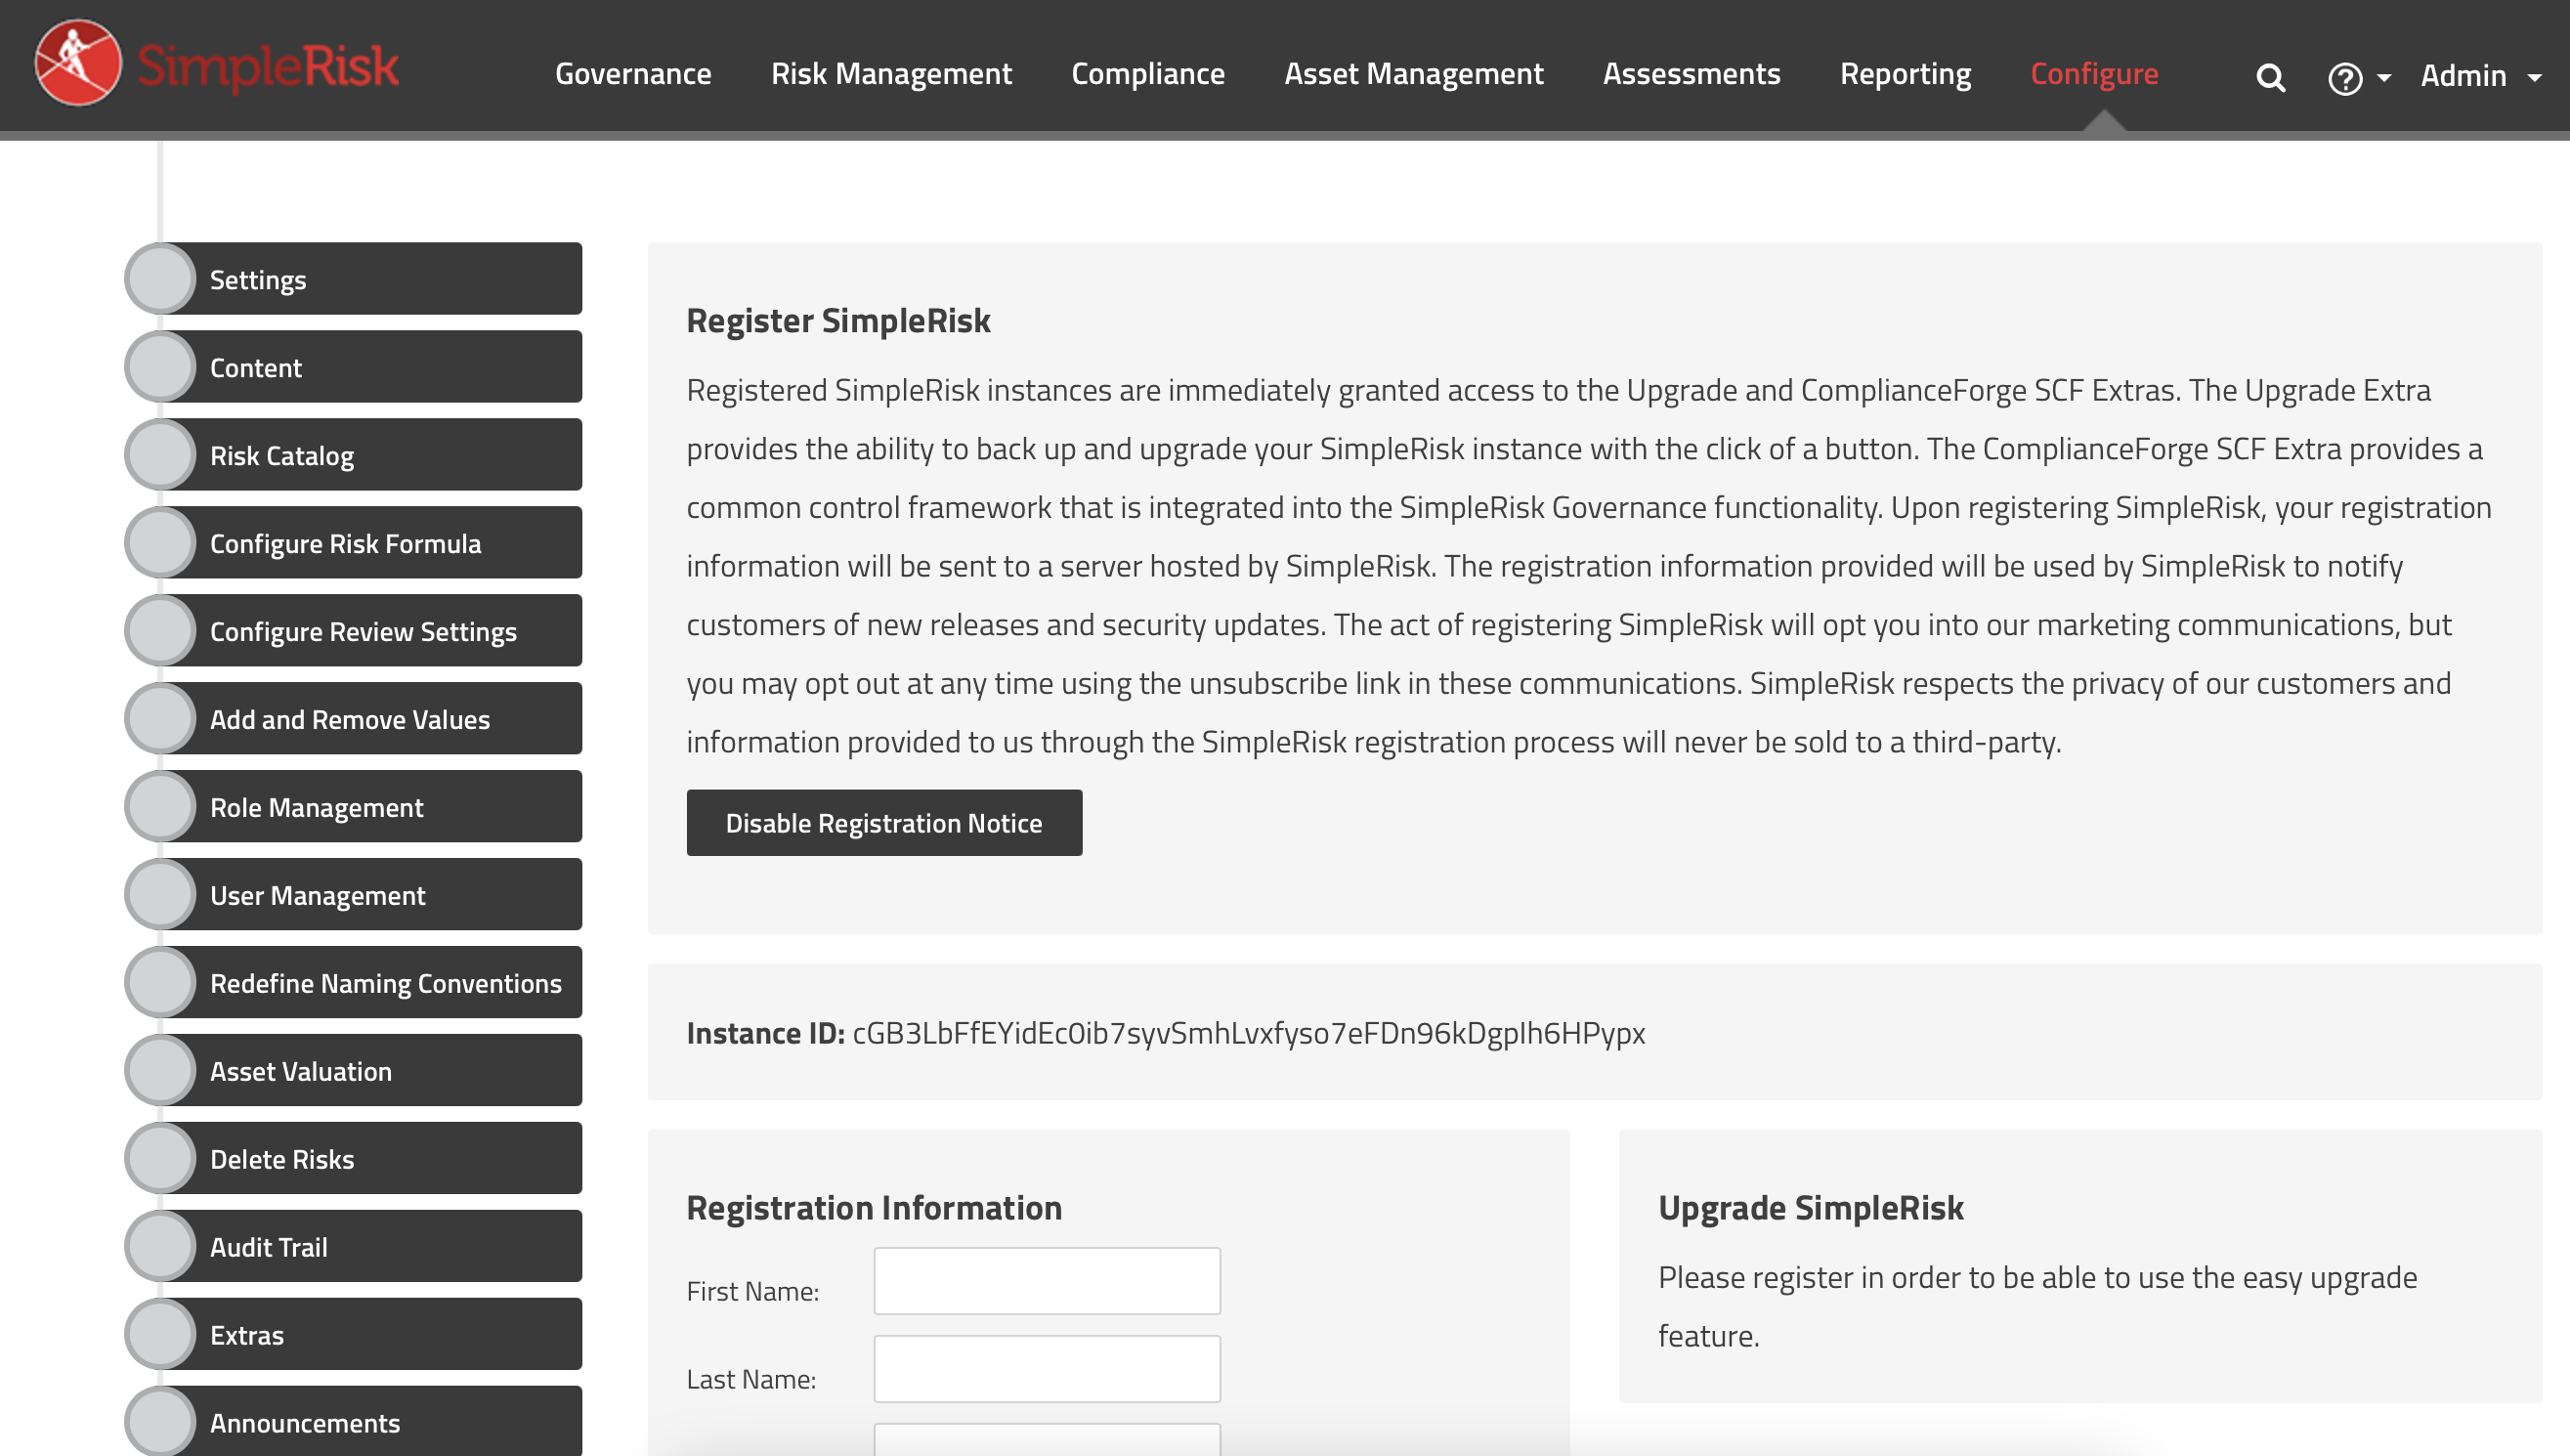 SimpleRisk
Governance Risk Management Compliance Asset Management Assessments Reporting Configure Admin
Settings
Content
Risk Catalog
Configure Risk Formula
Configure Review Settings
Add and Remove Values
Role Management
User Management
Redefine Naming Conventions
Asset Valuation
Delete Risks
Audit Trail
Extras
Announcements
Register SimpleRisk
Registered SimpleRisk instances are immediately granted access to the Upgrade and ComplianceForge SCF Extras. The Upgrade Extra
provides the ability to back up and upgrade your SimpleRisk instance with the click of a button. The ComplianceForge SCF Extra provides a
common control framework that is integrated into the SimpleRisk Governance functionality. Upon registering SimpleRisk, your registration
information will be sent to a server hosted by SimpleRisk. The registration information provided will be used by SimpleRisk to notify
customers of new releases and security updates. The act of registering SimpleRisk will opt you into our marketing communications, but
you may opt out at any time using the unsubscribe link in these communications. SimpleRisk respects the privacy of our customers and
information provided to us through the SimpleRisk registration process will never be sold to a third-party.
Disable Registration Notice
Instance ID: cGB3LbFfEYidEc0ib7syvSmhLvxfyso7eFDn96kDgpIh6HPypx
Registration Information
First Name:
Last Name:
Upgrade SimpleRisk
Please register in order to be able to use the easy upgrade
feature.